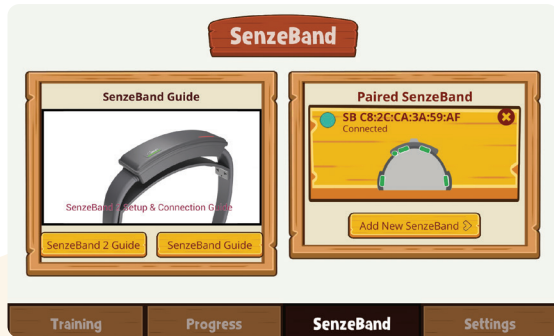 SenzeBand
SenzeBand Guide
SenzeBand - Setup & Connection Guide
SenzeBand 2 Guide
SenzeBand Guide
Paired SenzeBand
SB C8:2C:CA:3A:59:AF
Connected
Add New SenzeBand
Training
Progress
SenzeBand
Settings